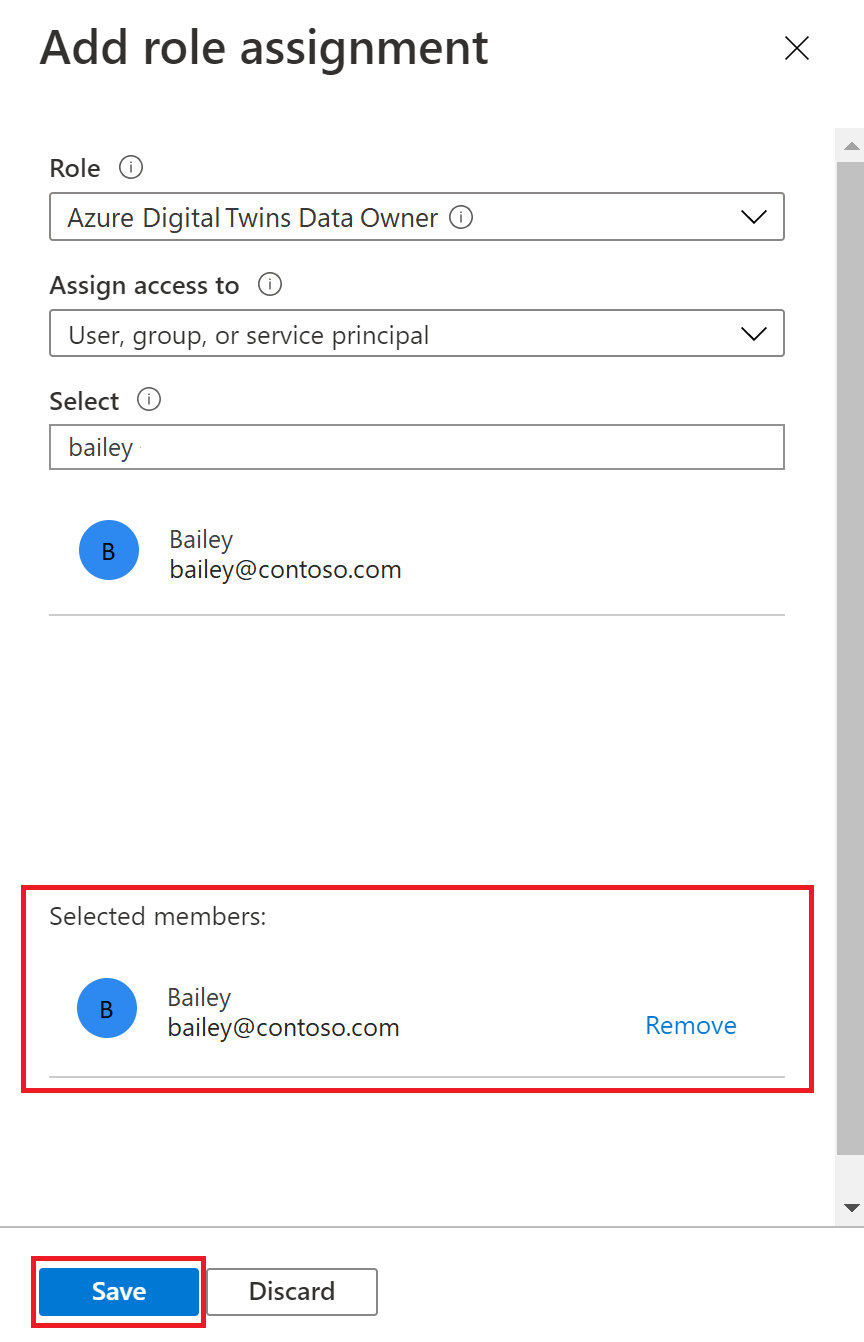 Add role assignment
Role
Azure Digital Twins Data Owner
Assign access to
User, group, or service principal
Select
bailey
B
Bailey
bailey@contoso.com
Selected members:
B
Bailey
bailey@contoso.com
Remove
Save
Discard